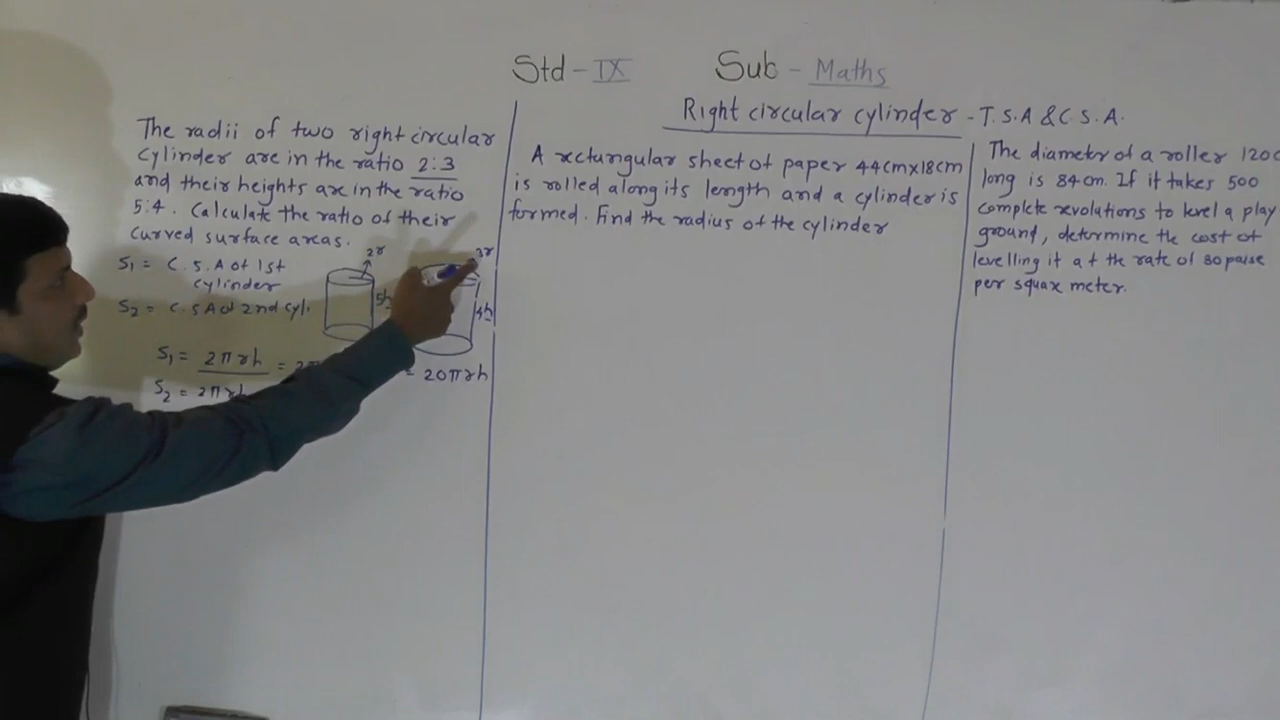 Std - IX Sub - Maths
Right circular cylinder - T.S.A & C.S.A.
The radii of two right circular
cylinder are in the ratio 2:3
and their heights are in the ratio
5:4. Calculate the ratio of their
curved surface areas.
S₁ = C.S.A of 1st
cylinder
S₂ = C.S.A of 2nd cyli.
2r
5h
3r
4h
S₁ = 2πrh =
S₂ = 2πrh
= 20πrh
A rectangular sheet of paper 44cm×18cm
is rolled along its length and a cylinder is
formed. Find the radius of the cylinder
The diameter of a roller 120c
long is 84cm. If it takes 500
complete revolutions to level a play
ground, determine the cost of
levelling it at the rate of 80 paise
per square meter.